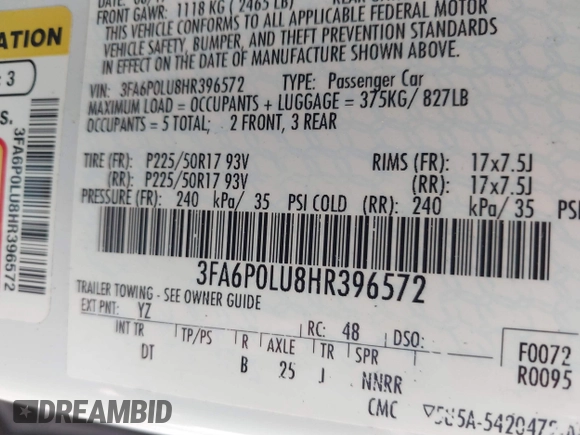 FRONT GAWR: 1118 KG ( 2465 LB)
THIS VEHICLE CONFORMS TO ALL APPLICABLE FEDERAL MOTOR
VEHICLE SAFETY, BUMPER, AND THEFT PREVENTION STANDARDS
IN EFFECT ON THE DATE OF MANUFACTURE SHOWN ABOVE.
VIN: 3FA6P0LU8HR396572 TYPE: Passenger Car
MAXIMUM LOAD = OCCUPANTS + LUGGAGE = 375KG/ 827LB
OCCUPANTS = 5 TOTAL; 2 FRONT, 3 REAR
TIRE (FR): P225/50R17 93V RIMS (FR): 17x7.5J
(RR): P225/50R17 93V (RR): 17x7.5J
PRESSURE (FR): 240 kPa/ 35 PSI COLD (RR): 240 kPa/ 35 PSI
3FA6P0LU8HR396572
TRAILER TOWING - SEE OWNER GUIDE
EXT PNT: YZ RC: 48 DSO: F0072
INT TR TP/PS R AXLE TR SPR R0095
DT B 25 J NNRR
CMC
3: 3
3FA6P0LU8HR396572
DREAMBID